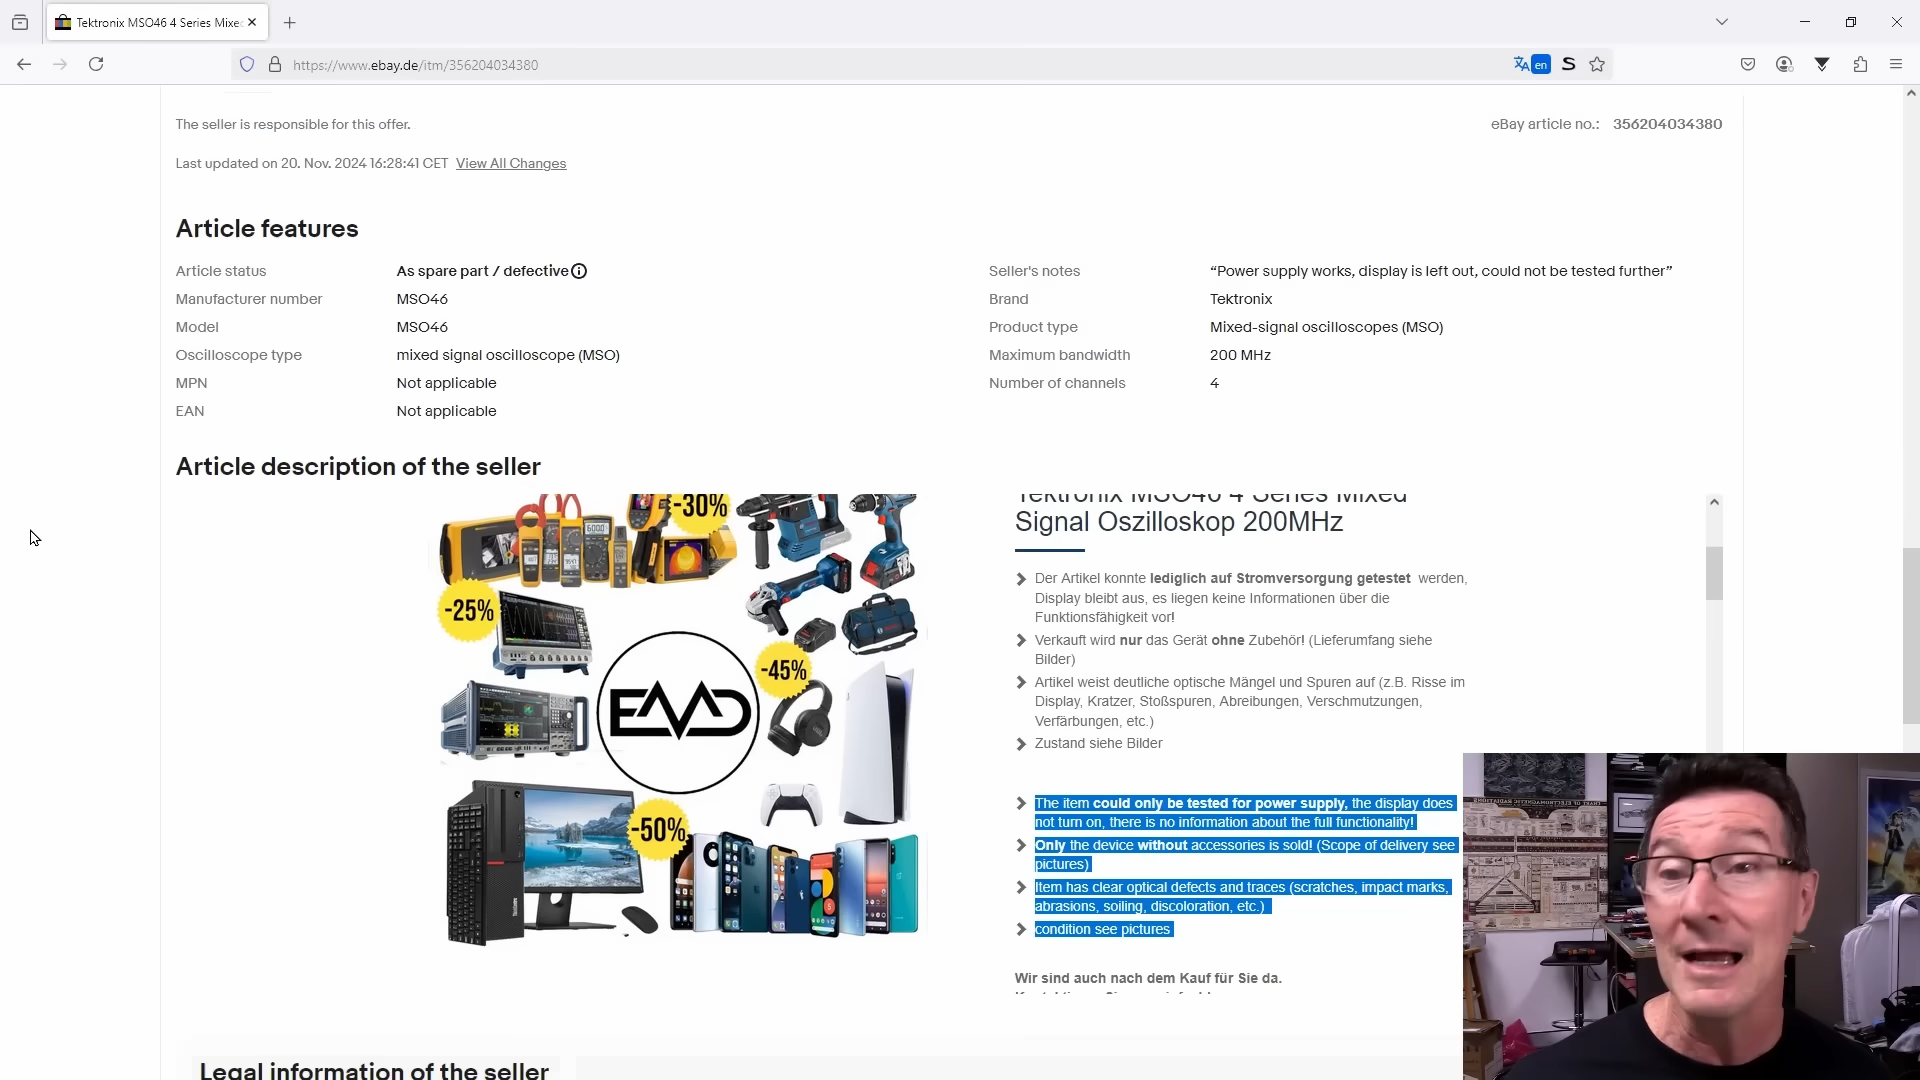 Tektronix MSO46 4 Series Mixe
https://www.ebay.de/itm/356204034380
en
The seller is responsible for this offer.
eBay article no.: 356204034380
Last updated on 20. Nov. 2024 16:28:41 CET View All Changes
Article features
Article status As spare part / defective
Manufacturer number MSO46
Model MSO46
Oscilloscope type mixed signal oscilloscope (MSO)
MPN Not applicable
EAN Not applicable
Seller's notes “Power supply works, display is left out, could not be tested further”
Brand Tektronix
Product type Mixed-signal oscilloscopes (MSO)
Maximum bandwidth 200 MHz
Number of channels 4
Article description of the seller
-30%
-25%
-45%
-50%
EMD
Tektronix MSO46 4 Series Mixed
Signal Oszilloskop 200MHz
Der Artikel konnte lediglich auf Stromversorgung getestet werden,
Display bleibt aus, es liegen keine Informationen über die
Funktionsfähigkeit vor!
Verkauft wird nur das Gerät ohne Zubehör! (Lieferumfang siehe
Bilder)
Artikel weist deutliche optische Mängel und Spuren auf (z.B. Risse im
Display, Kratzer, Stoßspuren, Abreibungen, Verschmutzungen,
Verfärbungen, etc.)
Zustand siehe Bilder
The item could only be tested for power supply, the display does
not turn on, there is no information about the full functionality!
Only the device without accessories is sold! (Scope of delivery see
pictures)
Item has clear optical defects and traces (scratches, impact marks,
abrasions, soiling, discoloration, etc.)
condition see pictures
Wir sind auch nach dem Kauf für Sie da.
Legal information of the seller